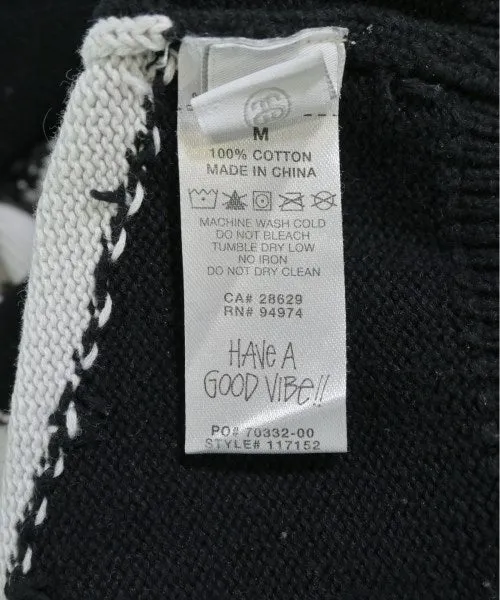 M
100% COTTON
MADE IN CHINA
MACHINE WASH COLD
DO NOT BLEACH
TUMBLE DRY LOW
NO IRON
DO NOT DRY CLEAN
CA# 28629
RN# 94974
HAVE A
GOOD VIBE!!
PO# 70332-00
STYLE# 117152